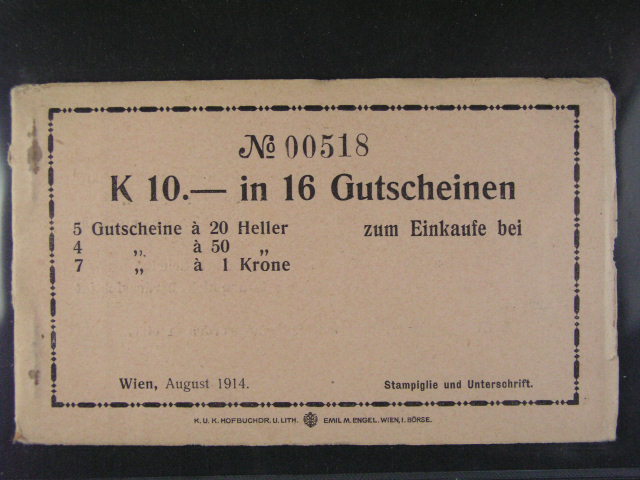 № 00518
K 10.— in 16 Gutscheinen
5 Gutscheine à 20 Heller zum Einkaufe bei
4 „ à 50 „
7 „ à 1 Krone
Wien, August 1914. Stampiglie und Unterschrift.
K. U. K. HOFBUCHDR. U. LITH. EMIL M. ENGEL. WIEN, I. BÖRSE.